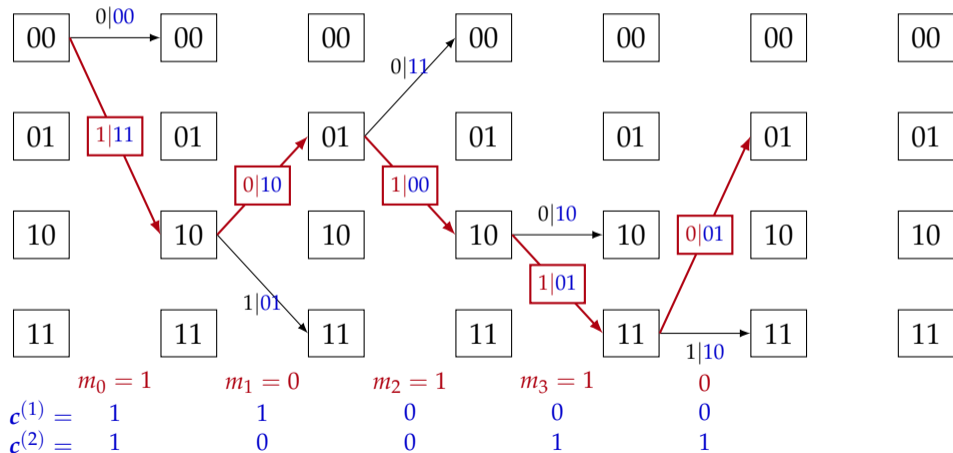 0|00
00 00 00 00 00 00 00
0|11
1|11
01 01 01 01 01 01 01
0|10 1|00
0|10
10 10 10 10 10 10 10
0|01
1|01
1|01
11 11 11 11 11 11 11
1|10
m₀ = 1 m₁ = 0 m₂ = 1 m₃ = 1 0
c⁽¹⁾ = 1 1 0 0 0
c⁽²⁾ = 1 0 0 1 1